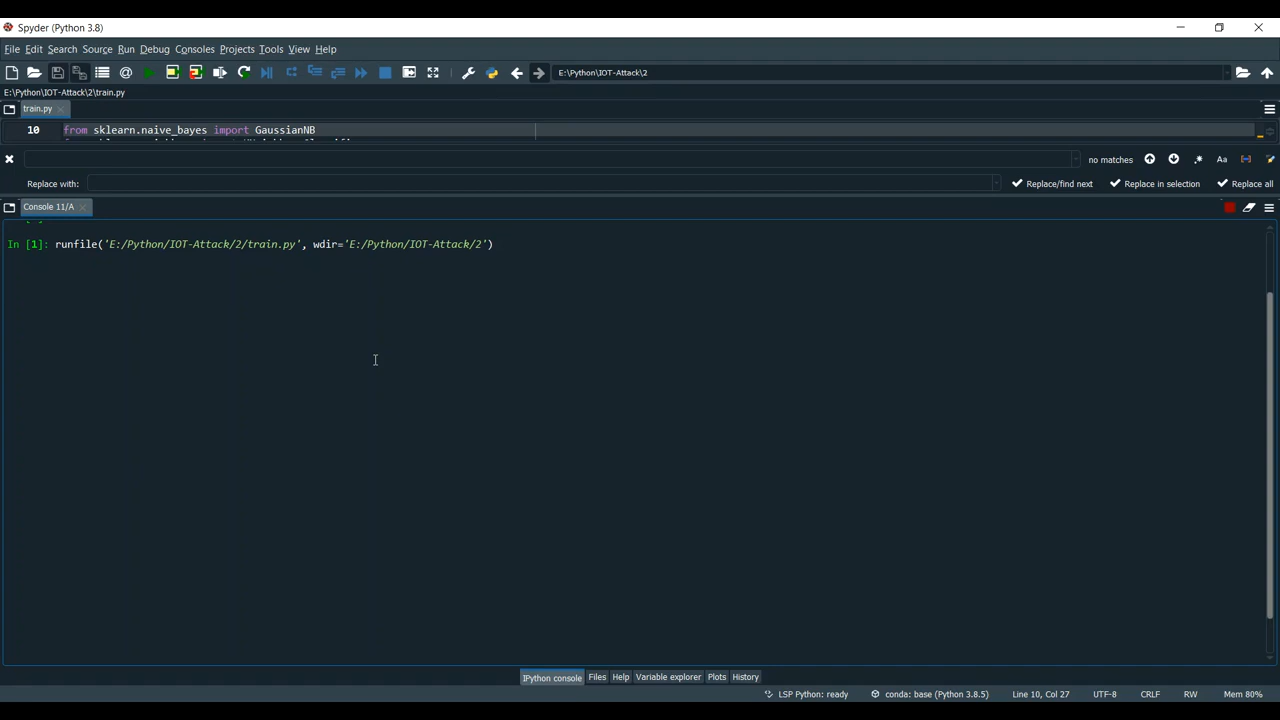 Spyder (Python 3.8)
File Edit Search Source Run Debug Consoles Projects Tools View Help
E:\Python\IOT-Attack\2
E:\Python\IOT-Attack\2\train.py
train.py
10 from sklearn.naive_bayes import GaussianNB
no matches
Aa
Replace with:
Replace/find next
Replace in selection
Replace all
Console 11/A
In [1]: runfile('E:/Python/IOT-Attack/2/train.py', wdir='E:/Python/IOT-Attack/2')
IPython console Files Help Variable explorer Plots History
LSP Python: ready conda: base (Python 3.8.5) Line 10, Col 27 UTF-8 CRLF RW Mem 80%